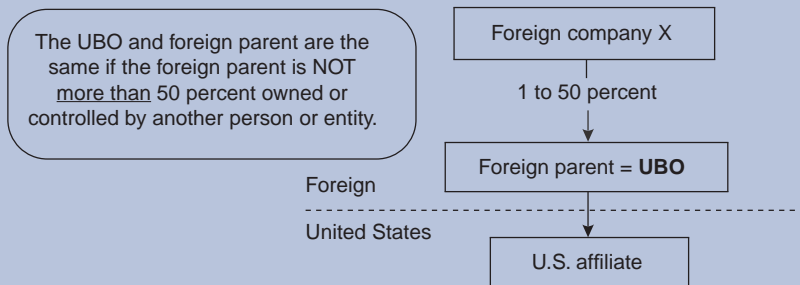 The UBO and foreign parent are the
same if the foreign parent is NOT
more than 50 percent owned or
controlled by another person or entity.
Foreign company X
1 to 50 percent
Foreign parent = UBO
Foreign
United States
U.S. affiliate